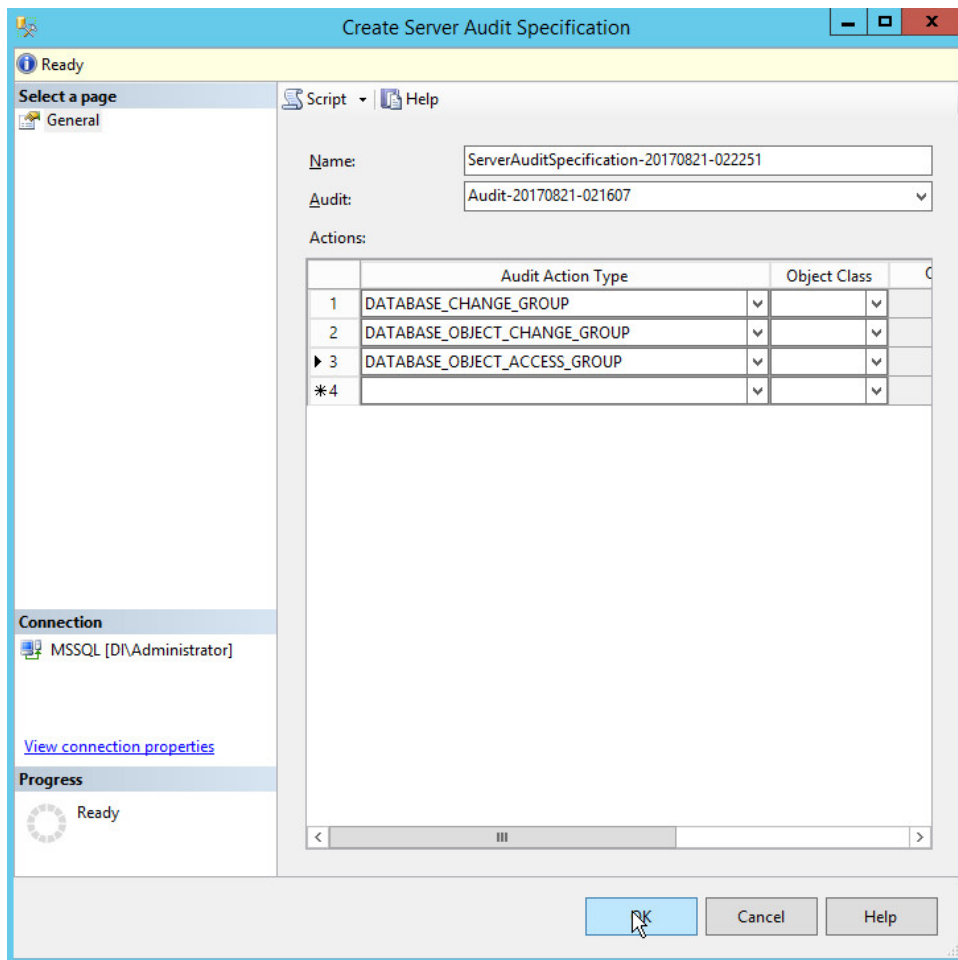 Create Server Audit Specification
Ready
Select a page
General
Script
Help
Name:
ServerAuditSpecification-20170821-022251
Audit:
Audit-20170821-021607
Actions:
Audit Action Type
Object Class
1
DATABASE_CHANGE_GROUP
2
DATABASE_OBJECT_CHANGE_GROUP
3
DATABASE_OBJECT_ACCESS_GROUP
4
Connection
MSSQL [DI\Administrator]
View connection properties
Progress
Ready
OK
Cancel
Help